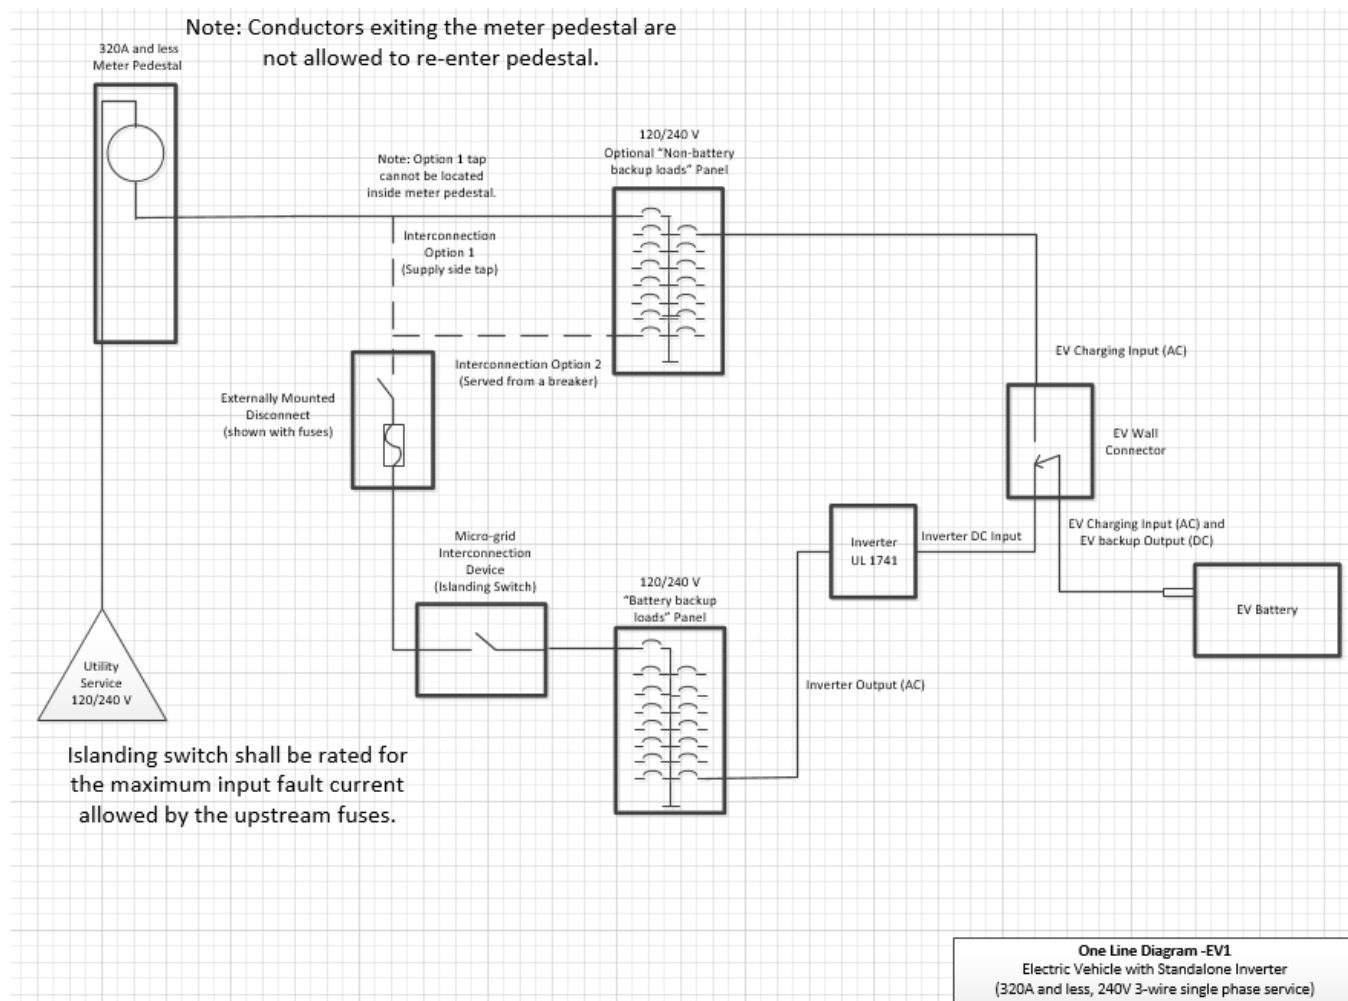 Note: Conductors exiting the meter pedestal are
not allowed to re-enter pedestal.
320A and less
Meter Pedestal
120/240 V
Optional "Non-battery
backup loads" Panel
Note: Option 1 tap
cannot be located
inside meter pedestal.
Interconnection
Option 1
(Supply side tap)
Interconnection Option 2
(Served from a breaker)
EV Charging Input (AC)
Externally Mounted
Disconnect
(shown with fuses)
EV Wall
Connector
Micro-grid
Interconnection
Device
(Islanding Switch)
Inverter
UL 1741
Inverter DC Input
EV Charging Input (AC) and
EV backup Output (DC)
120/240 V
"Battery backup
loads" Panel
EV Battery
Utility
Service
120/240 V
Inverter Output (AC)
Islanding switch shall be rated for
the maximum input fault current
allowed by the upstream fuses.
One Line Diagram -EV1
Electric Vehicle with Standalone Inverter
(320A and less, 240V 3-wire single phase service)